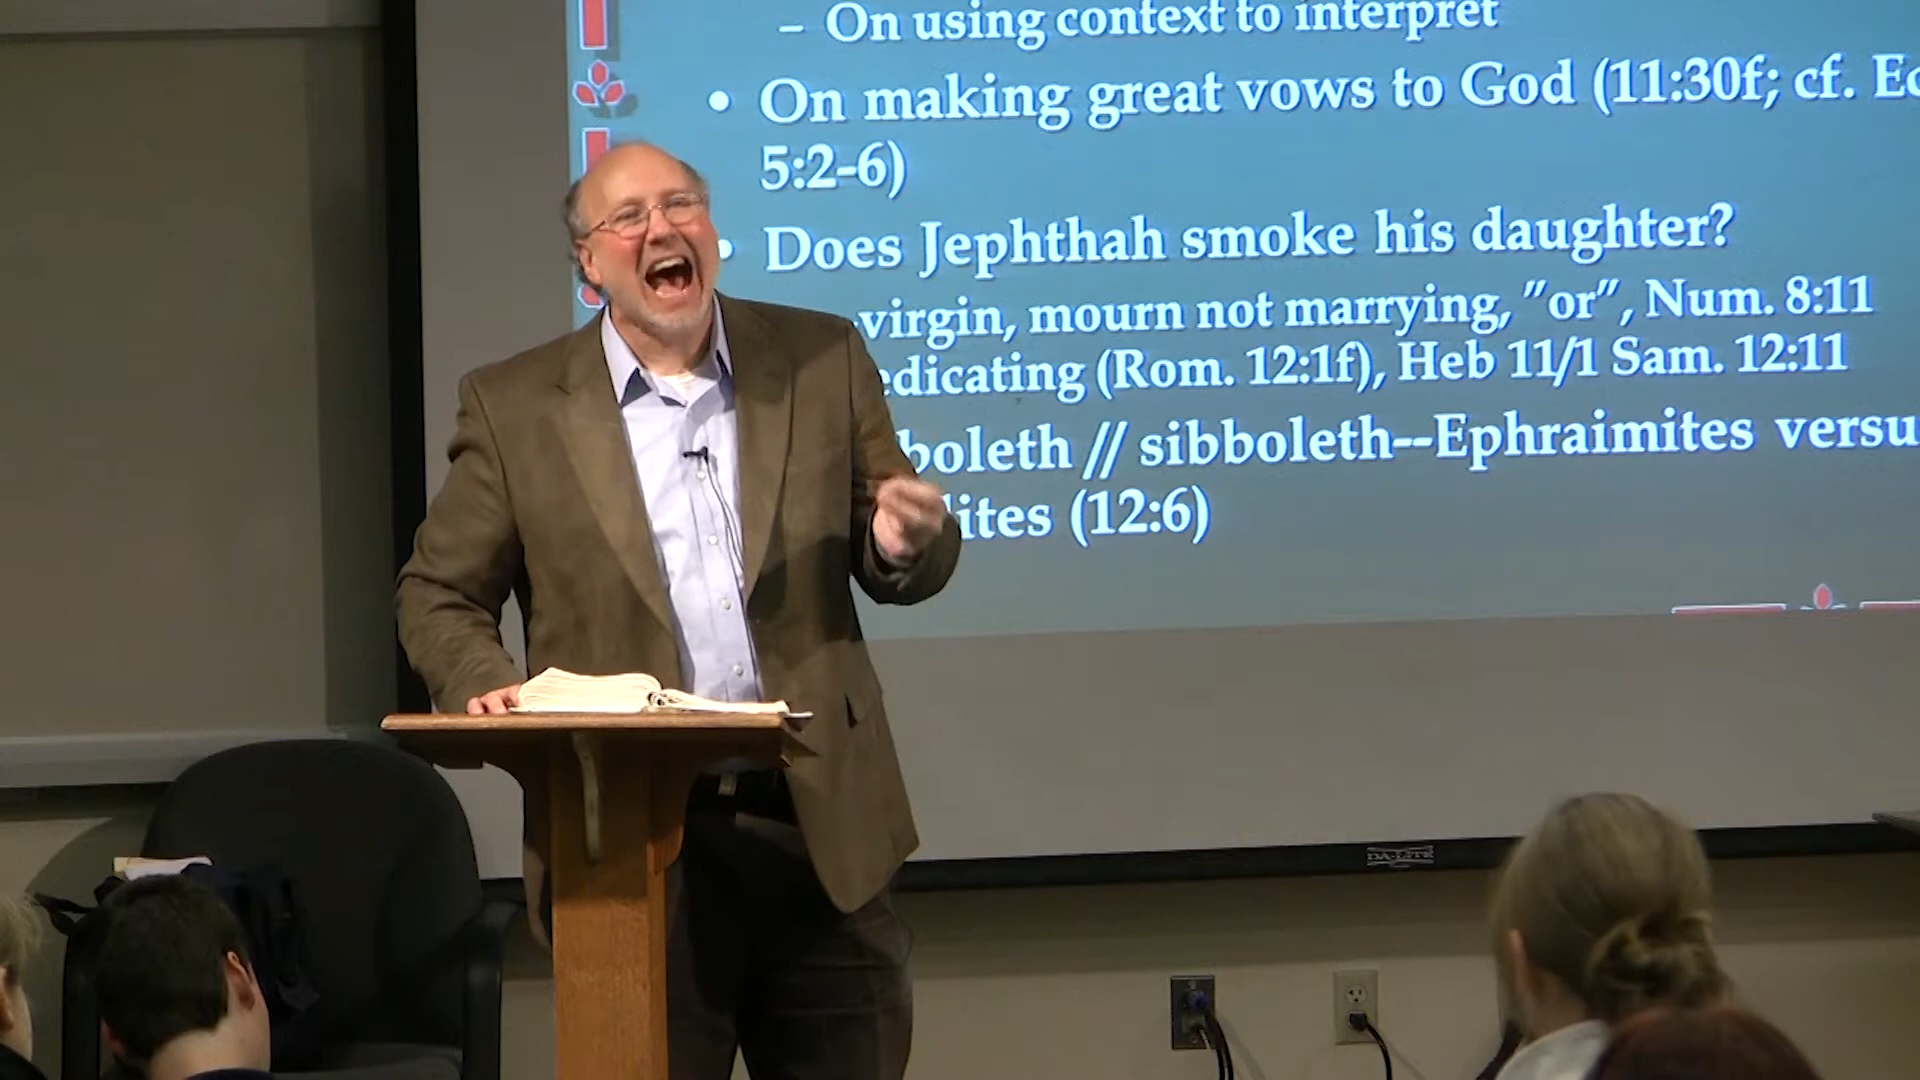 – On using context to interpret
• On making great vows to God (11:30f; cf.
5:2-6)
• Does Jephthah smoke his daughter?
virgin, mourn not marrying, ”or”, Num. 8:11
edicating (Rom. 12:1f), Heb 11/1 Sam. 12:11
boleth // sibboleth--Ephraimites versu
ites (12:6)
DA-LITE